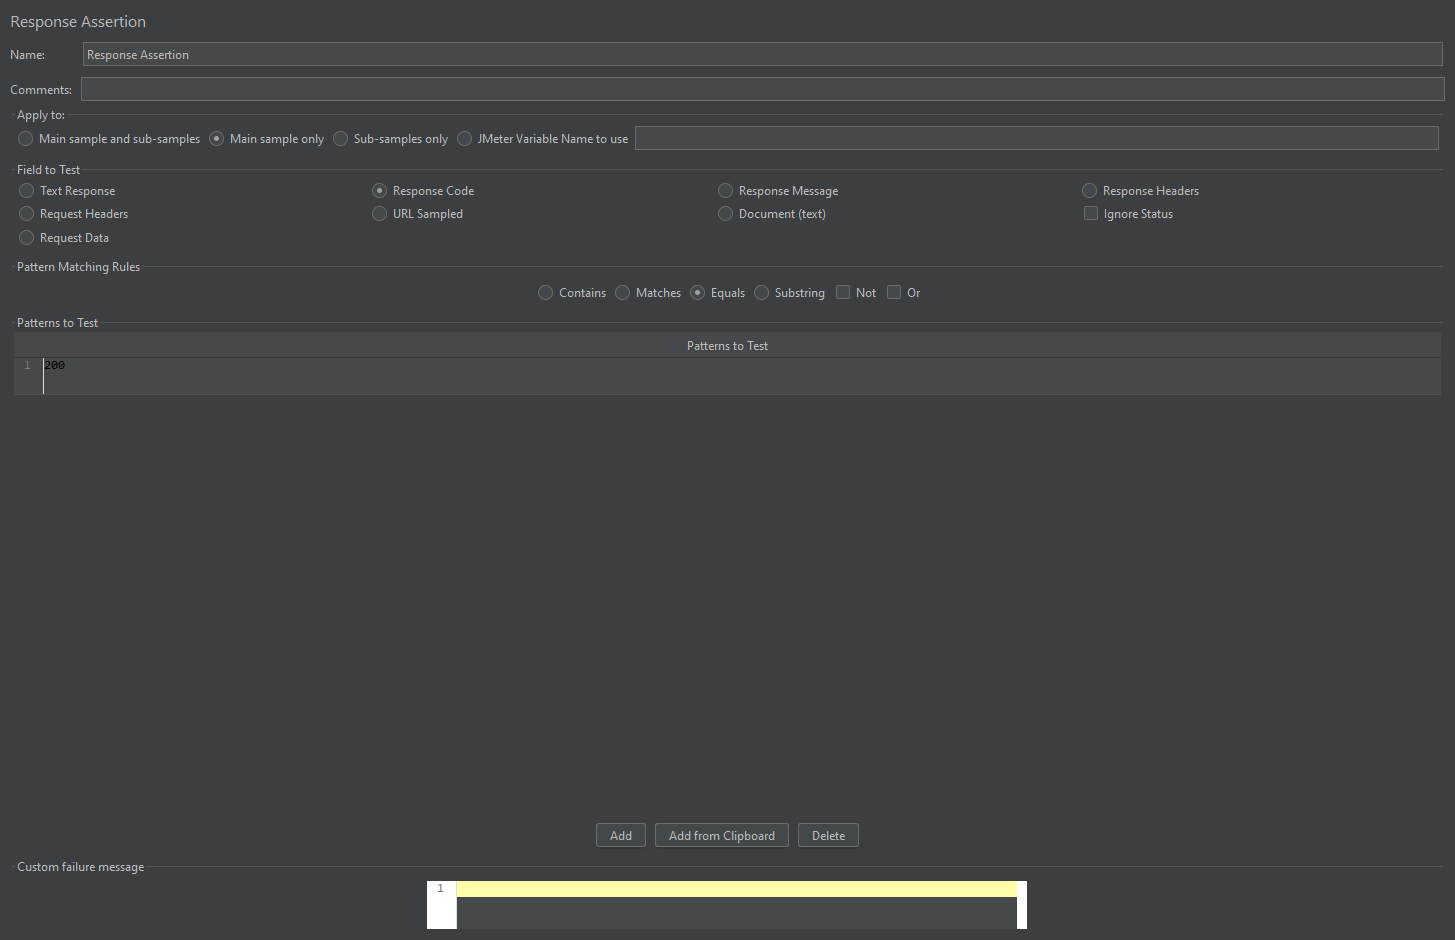 Response Assertion
Name: Response Assertion
Comments:
Apply to:
Main sample and sub-samples Main sample only Sub-samples only JMeter Variable Name to use
Field to Test
Text Response Response Code Response Message Response Headers
Request Headers URL Sampled Document (text) Ignore Status
Request Data
Pattern Matching Rules
Contains Matches Equals Substring Not Or
Patterns to Test
Patterns to Test
1 200
Add Add from Clipboard Delete
Custom failure message
1